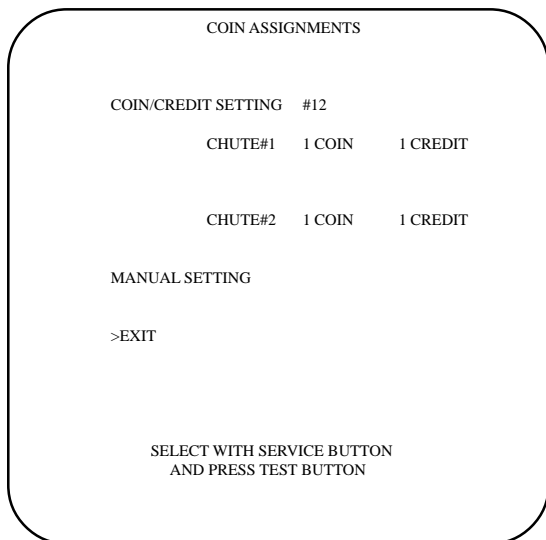 COIN ASSIGNMENTS
COIN/CREDIT SETTING #12
CHUTE#1 1 COIN 1 CREDIT
CHUTE#2 1 COIN 1 CREDIT
MANUAL SETTING
>EXIT
SELECT WITH SERVICE BUTTON
AND PRESS TEST BUTTON